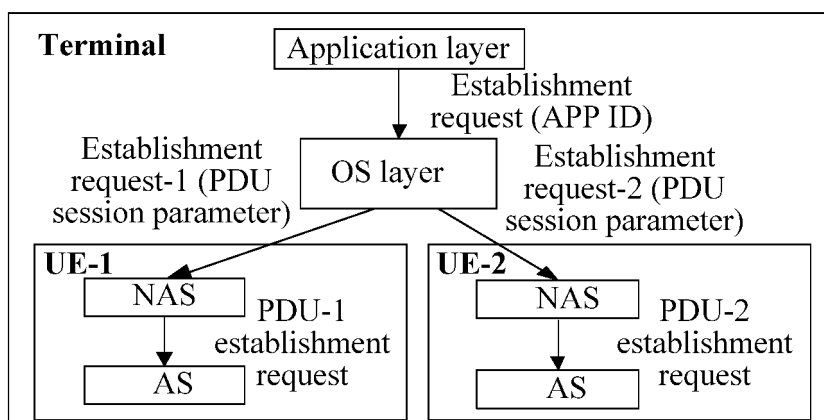 Terminal
Application layer
Establishment
request (APP ID)
OS layer
Establishment
request-1 (PDU
session parameter)
Establishment
request-2 (PDU
session parameter)
UE-1
NAS
PDU-1
establishment
request
AS
UE-2
NAS
PDU-2
establishment
request
AS